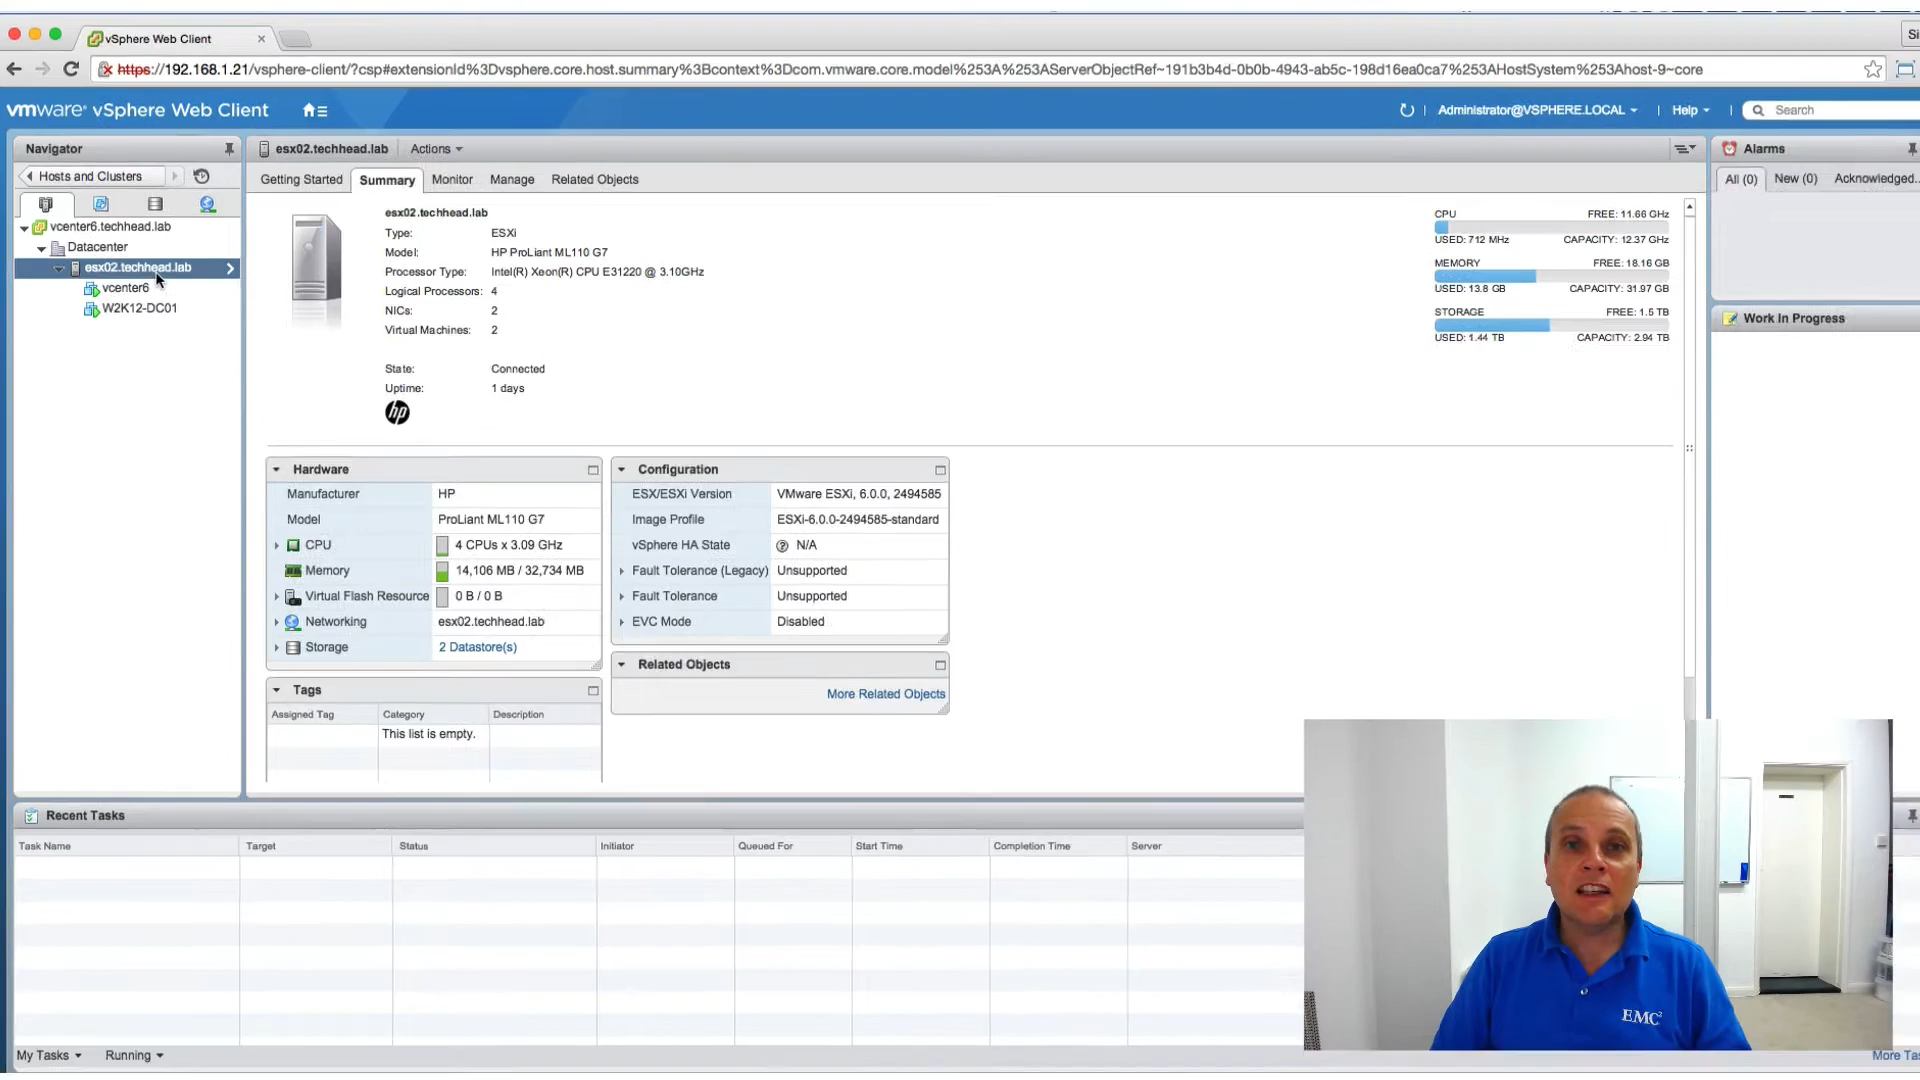 vSphere Web Client
https://192.168.1.21/vsphere-client/?csp#extensionId%3Dvsphere.core.host.summary%3Bcontext%3Dcom.vmware.core.model%253A%253AServerObjectRef~191b3b4d-0b0b-4943-ab5c-198d16ea0ca7%253AHostSystem%253Ahost-9~core
Si
vmware® vSphere Web Client
Administrator@VSPHERE.LOCAL
Help
Search
Navigator
Hosts and Clusters
vcenter6.techhead.lab
Datacenter
esx02.techhead.lab
vcenter6
W2K12-DC01
esx02.techhead.lab
Actions
Getting Started
Summary
Monitor
Manage
Related Objects
esx02.techhead.lab
Type: ESXi
Model: HP ProLiant ML110 G7
Processor Type: Intel(R) Xeon(R) CPU E31220 @ 3.10GHz
Logical Processors: 4
NICs: 2
Virtual Machines: 2
State: Connected
Uptime: 1 days
hp
CPU FREE: 11.66 GHz
USED: 712 MHz CAPACITY: 12.37 GHz
MEMORY FREE: 18.16 GB
USED: 13.8 GB CAPACITY: 31.97 GB
STORAGE FREE: 1.5 TB
USED: 1.44 TB CAPACITY: 2.94 TB
Hardware
Manufacturer HP
Model ProLiant ML110 G7
CPU 4 CPUs x 3.09 GHz
Memory 14,106 MB / 32,734 MB
Virtual Flash Resource 0 B / 0 B
Networking esx02.techhead.lab
Storage 2 Datastore(s)
Tags
Assigned Tag Category Description
This list is empty.
Configuration
ESX/ESXi Version VMware ESXi, 6.0.0, 2494585
Image Profile ESXi-6.0.0-2494585-standard
vSphere HA State N/A
Fault Tolerance (Legacy) Unsupported
Fault Tolerance Unsupported
EVC Mode Disabled
Related Objects
More Related Objects
Alarms
All (0) New (0) Acknowledged..
Work In Progress
Recent Tasks
Task Name Target Status Initiator Queued For Start Time Completion Time Server
My Tasks Running
More Tas
EMC²